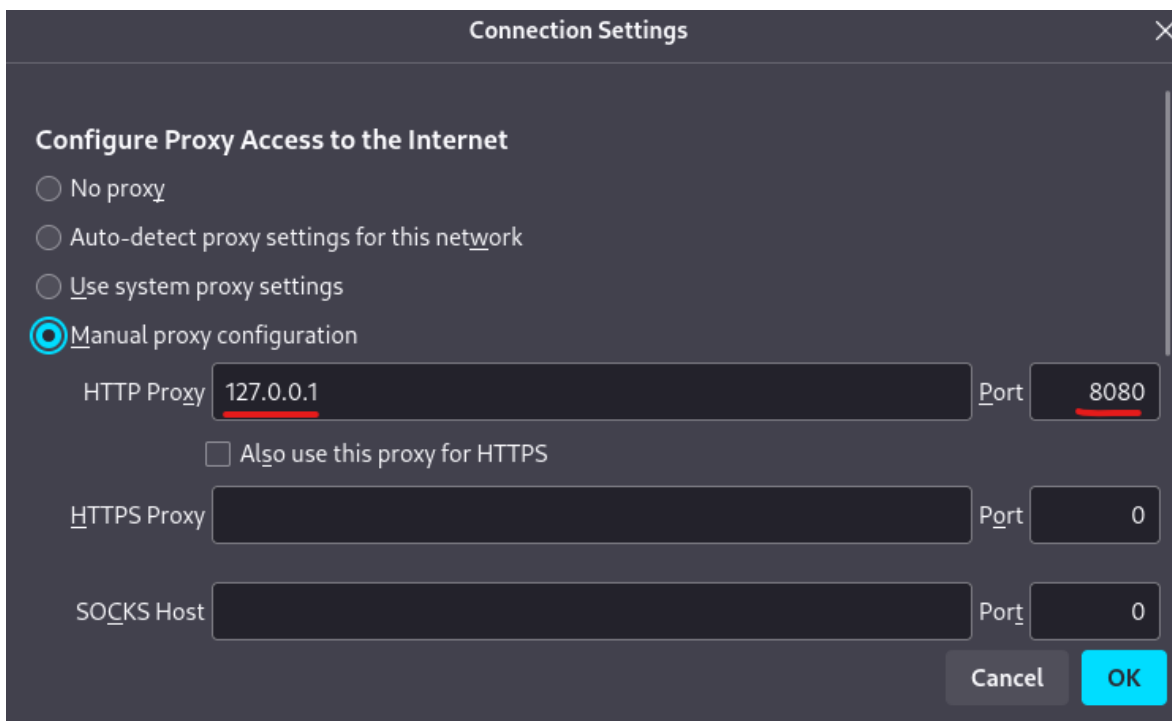 Connection Settings
Configure Proxy Access to the Internet
No proxy
Auto-detect proxy settings for this network
Use system proxy settings
Manual proxy configuration
HTTP Proxy 127.0.0.1 Port 8080
Also use this proxy for HTTPS
HTTPS Proxy Port 0
SOCKS Host Port 0
Cancel OK